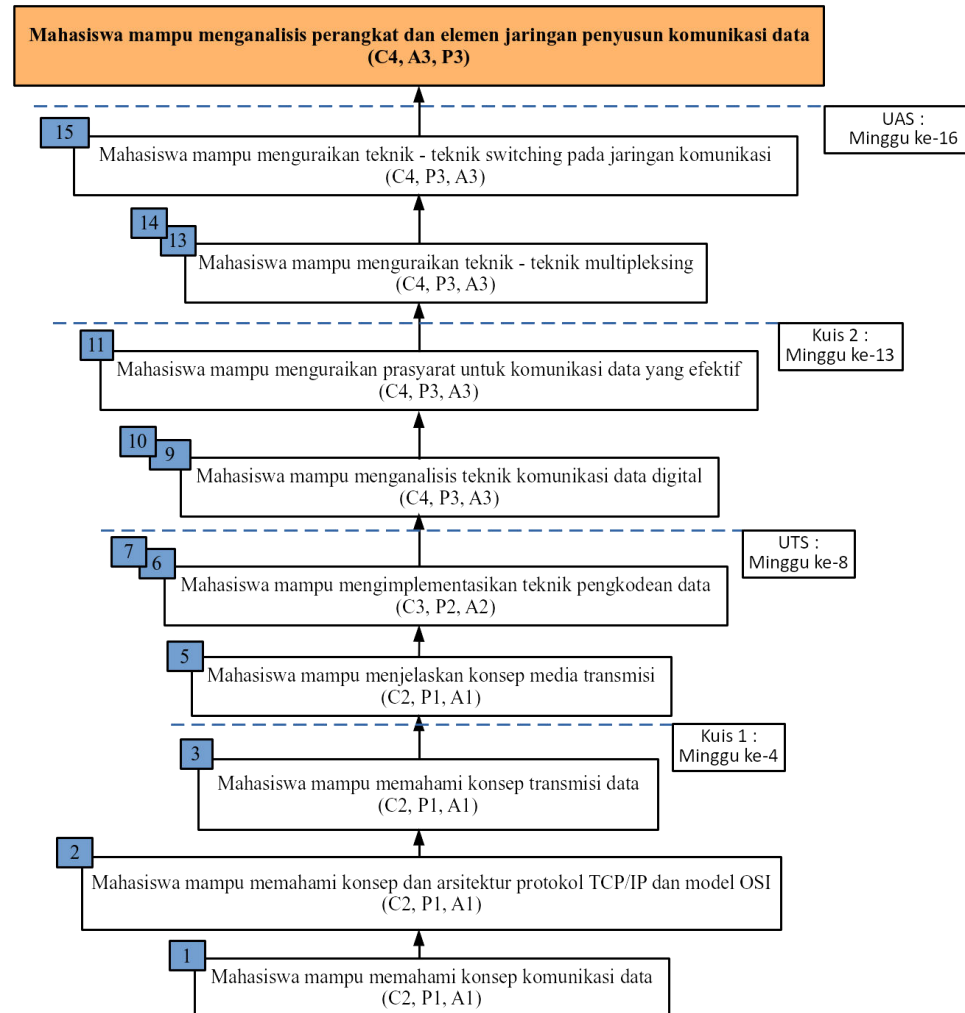 Mahasiswa mampu menganalisis perangkat dan elemen jaringan penyusun komunikasi data
(C4, A3, P3)
UAS :
Minggu ke-16
15
Mahasiswa mampu menguraikan teknik - teknik switching pada jaringan komunikasi
(C4, P3, A3)
14
13
Mahasiswa mampu menguraikan teknik - teknik multipleksing
(C4, P3, A3)
Kuis 2 :
Minggu ke-13
11
Mahasiswa mampu menguraikan prasyarat untuk komunikasi data yang efektif
(C4, P3, A3)
10
9
Mahasiswa mampu menganalisis teknik komunikasi data digital
(C4, P3, A3)
UTS :
Minggu ke-8
7
6
Mahasiswa mampu mengimplementasikan teknik pengkodean data
(C3, P2, A2)
5
Mahasiswa mampu menjelaskan konsep media transmisi
(C2, P1, A1)
Kuis 1 :
Minggu ke-4
3
Mahasiswa mampu memahami konsep transmisi data
(C2, P1, A1)
2
Mahasiswa mampu memahami konsep dan arsitektur protokol TCP/IP dan model OSI
(C2, P1, A1)
1
Mahasiswa mampu memahami konsep komunikasi data
(C2, P1, A1)